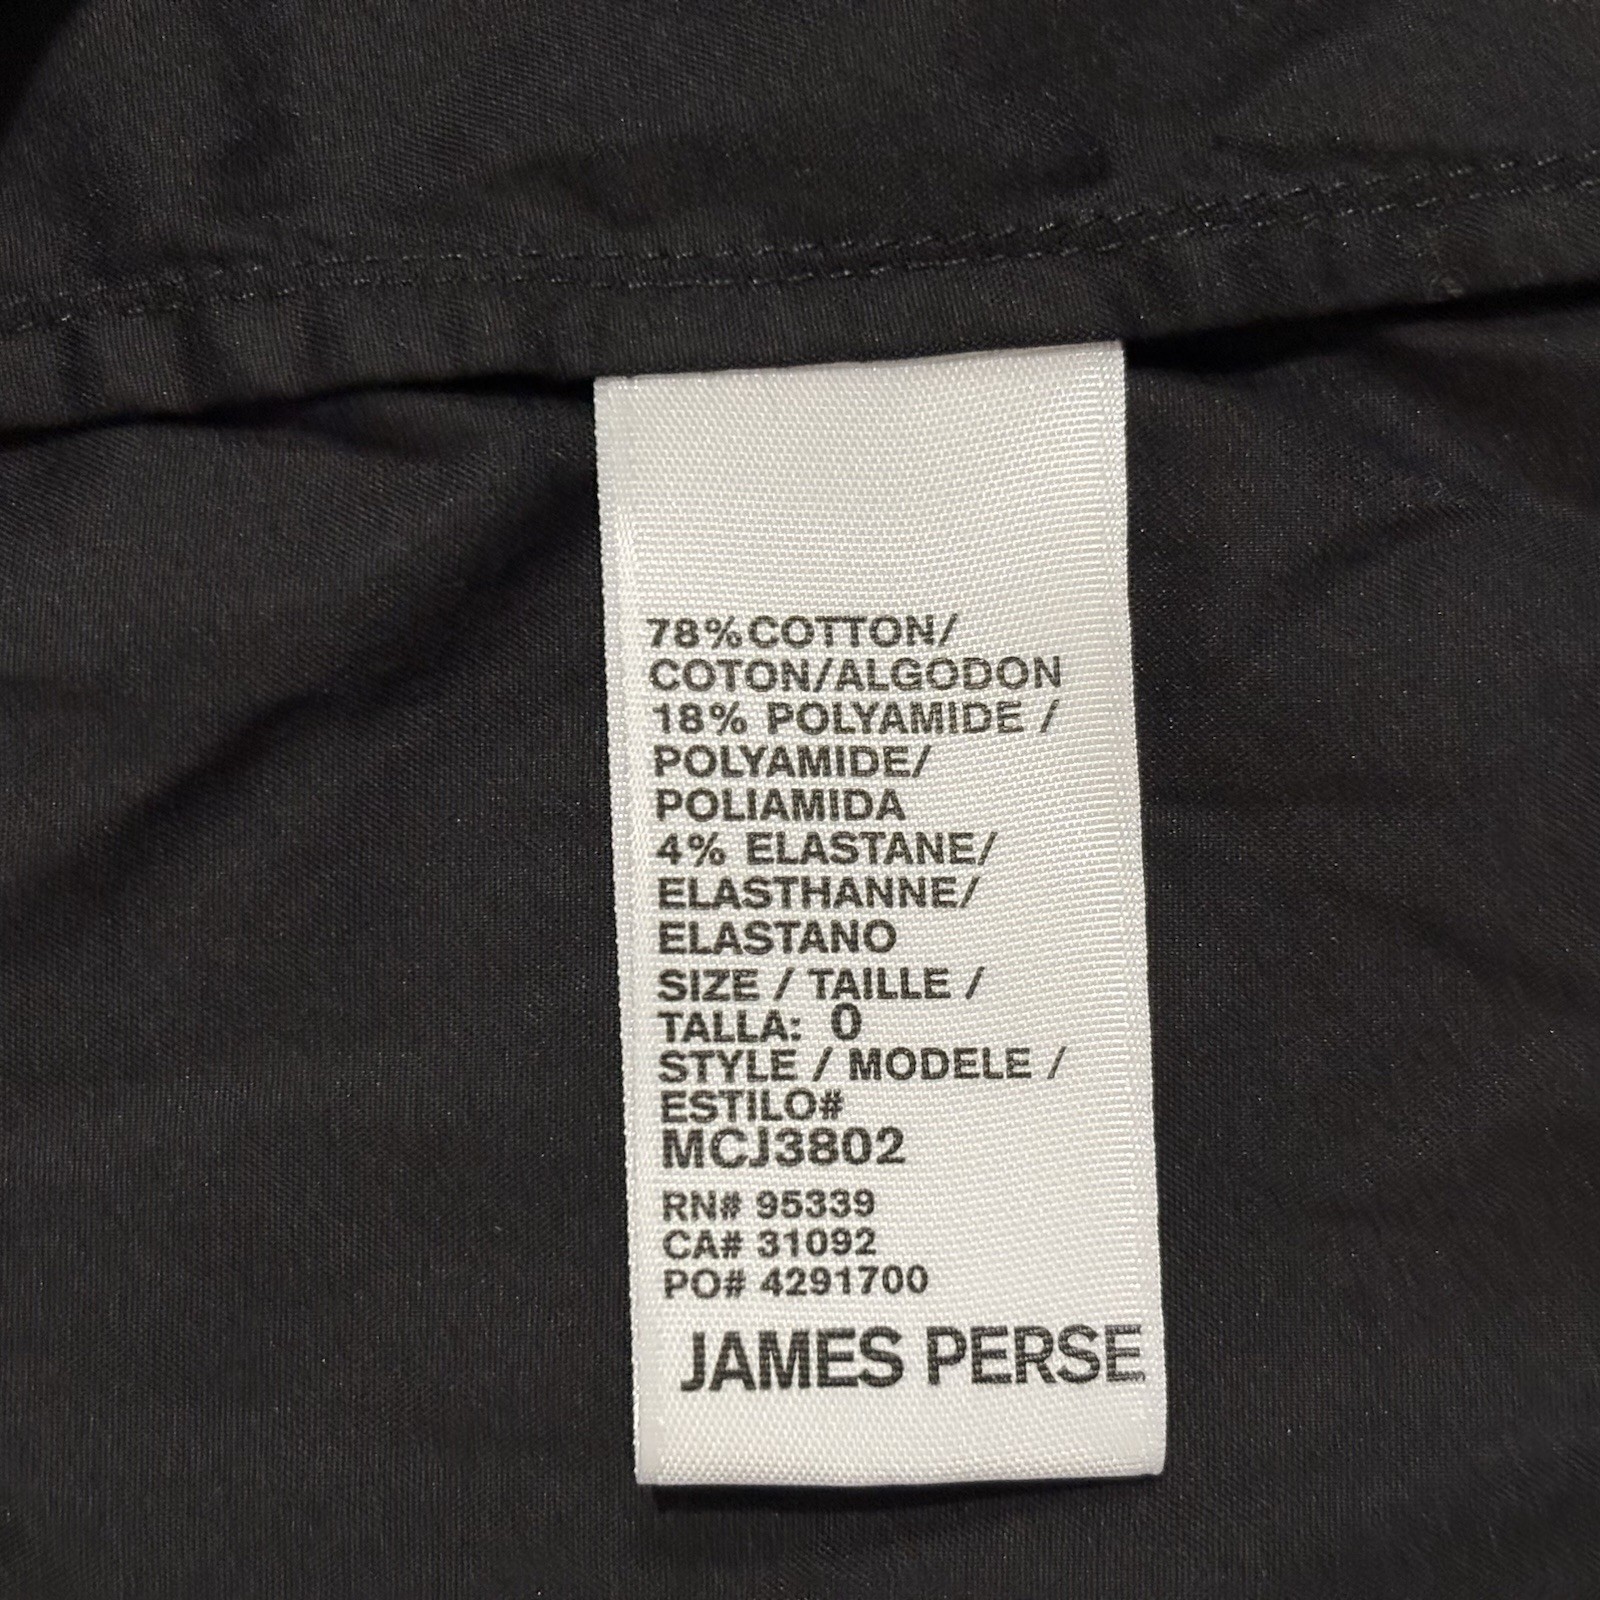 78%COTTON/
COTON/ALGODON
18% POLYAMIDE /
POLYAMIDE/
POLIAMIDA
4% ELASTANE/
ELASTHANNE/
ELASTANO
SIZE / TAILLE /
TALLA: 0
STYLE / MODELE /
ESTILO#
MCJ3802
RN# 95339
CA# 31092
PO# 4291700
JAMES PERSE